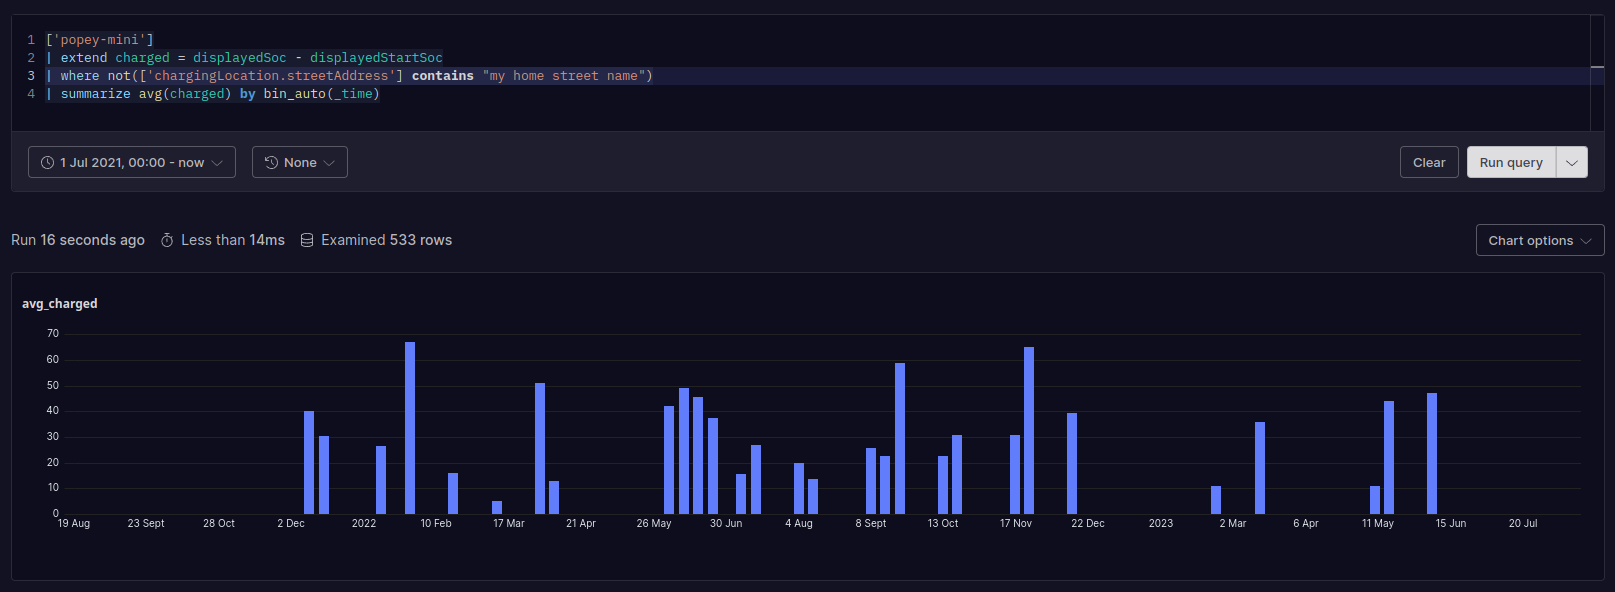 1 ['popey-mini']
2 | extend charged = displayedSoc - displayedStartSoc
3 | where not(['chargingLocation.streetAddress'] contains "my home street name")
4 | summarize avg(charged) by bin_auto(_time)
1 Jul 2021, 00:00 - now None Clear Run query
Run 16 seconds ago Less than 14ms Examined 533 rows Chart options
avg_charged
70
60
50
40
30
20
10
0
19 Aug 23 Sept 28 Oct 2 Dec 2022 10 Feb 17 Mar 21 Apr 26 May 30 Jun 4 Aug 8 Sept 13 Oct 17 Nov 22 Dec 2023 2 Mar 6 Apr 11 May 15 Jun 20 Jul